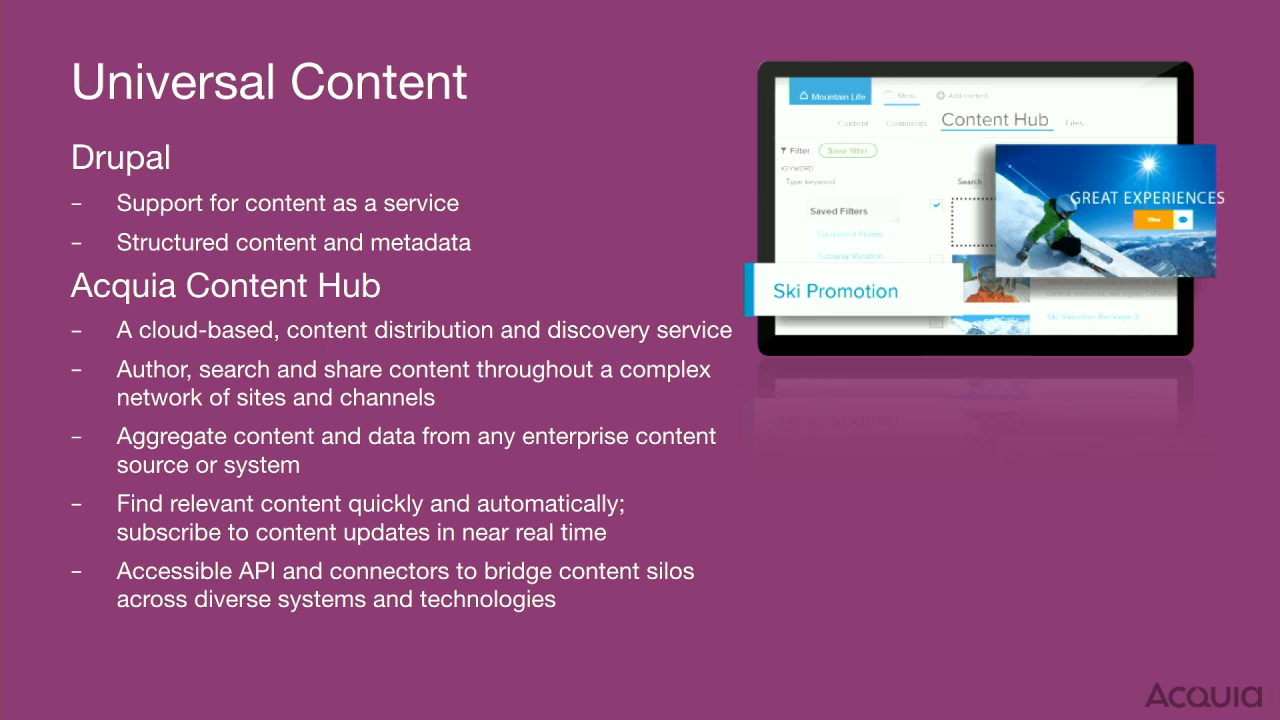 Universal Content
Drupal
– Support for content as a service
– Structured content and metadata
Acquia Content Hub
– A cloud-based, content distribution and discovery service
– Author, search and share content throughout a complex
network of sites and channels
– Aggregate content and data from any enterprise content
source or system
– Find relevant content quickly and automatically;
subscribe to content updates in near real time
– Accessible API and connectors to bridge content silos
across diverse systems and technologies
Mountain Life
Menu
Add content
Content
Comments
Content Hub
Files
Filter
Save filter
KEYWORD
Type keyword
Search
Saved Filters
Equipment Promo
Getaway Vacation
GREAT EXPERIENCES
View
Ski Promotion
Ski Vacation Package 3
Acquia